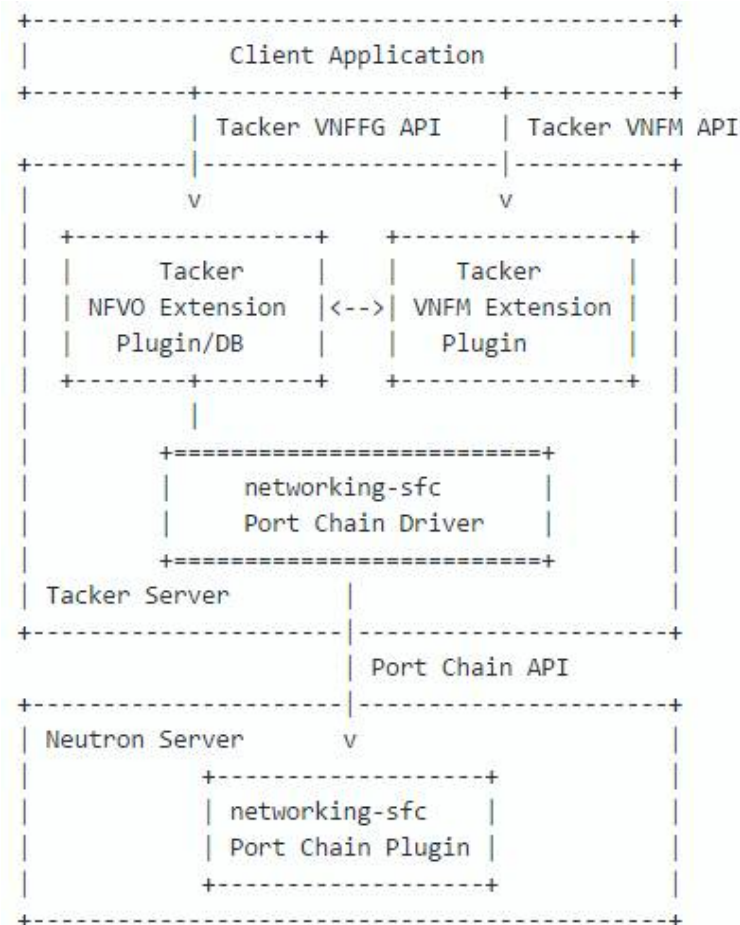 Client Application
Tacker VNFFG API Tacker VNFM API
v v
Tacker Tacker
NFVO Extension <--> VNFM Extension
Plugin/DB Plugin
networking-sfc
Port Chain Driver
Tacker Server
Port Chain API
Neutron Server v
networking-sfc
Port Chain Plugin